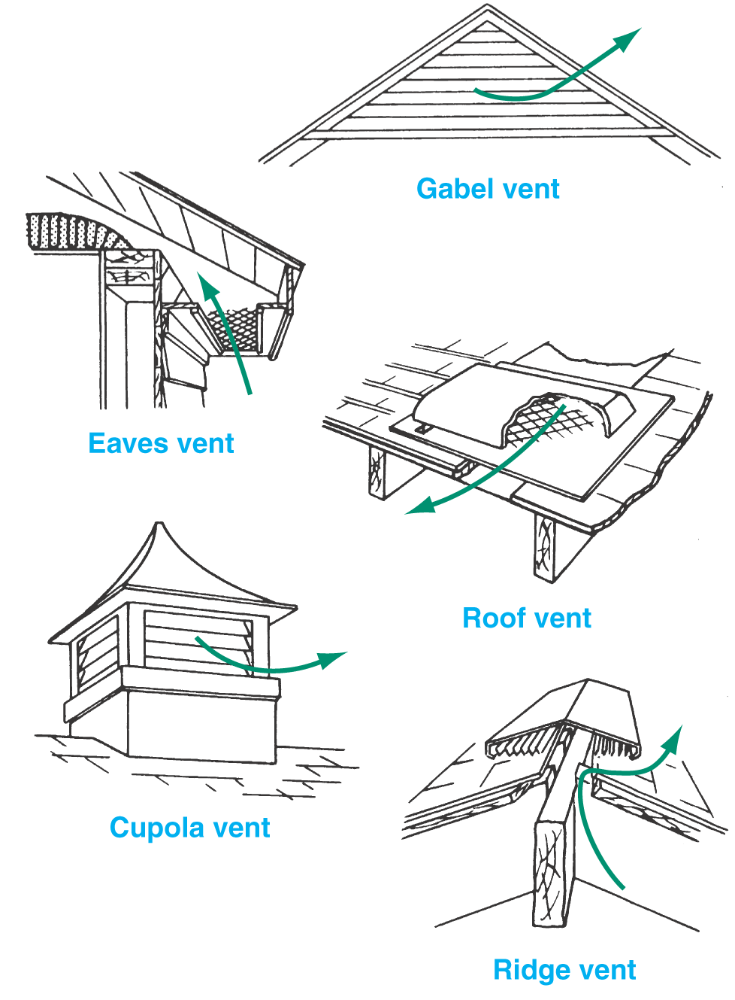 Gabel vent
Eaves vent
Roof vent
Cupola vent
Ridge vent